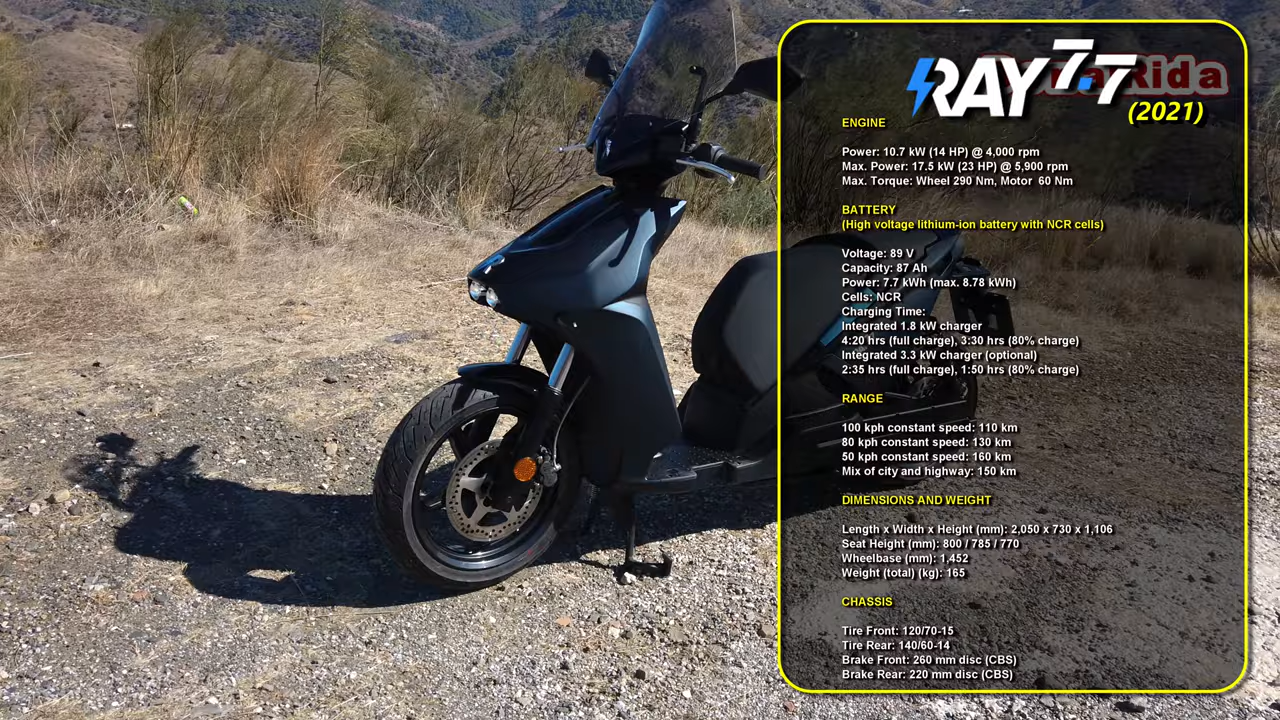 RAY 7.7
Rida
(2021)
ENGINE
Power: 10.7 kW (14 HP) @ 4,000 rpm
Max. Power: 17.5 kW (23 HP) @ 5,900 rpm
Max. Torque: Wheel 290 Nm, Motor 60 Nm
BATTERY
(High voltage lithium-ion battery with NCR cells)
Voltage: 89 V
Capacity: 87 Ah
Power: 7.7 kWh (max. 8.78 kWh)
Cells: NCR
Charging Time:
Integrated 1.8 kW charger
4:20 hrs (full charge), 3:30 hrs (80% charge)
Integrated 3.3 kW charger (optional)
2:35 hrs (full charge), 1:50 hrs (80% charge)
RANGE
100 kph constant speed: 110 km
80 kph constant speed: 130 km
50 kph constant speed: 160 km
Mix of city and highway: 150 km
DIMENSIONS AND WEIGHT
Length x Width x Height (mm): 2,050 x 730 x 1,106
Seat Height (mm): 800 / 785 / 770
Wheelbase (mm): 1,452
Weight (total) (kg): 165
CHASSIS
Tire Front: 120/70-15
Tire Rear: 140/60-14
Brake Front: 260 mm disc (CBS)
Brake Rear: 220 mm disc (CBS)